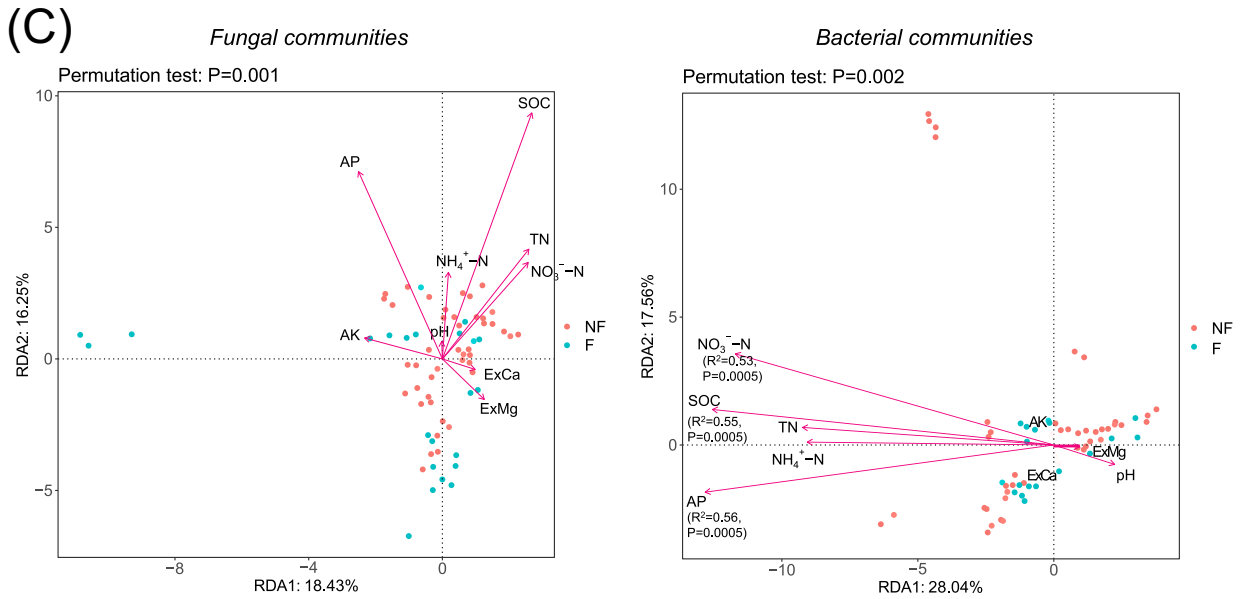 (C)
Fungal communities
Permutation test: P=0.001
10
5
0
−5
RDA2: 16.25%
−8
−4
0
RDA1: 18.43%
SOC
AP
TN
NH₄⁺−N
NO₃⁻−N
AK
pH
ExCa
ExMg
NF
F
Bacterial communities
Permutation test: P=0.002
10
5
0
RDA2: 17.56%
−10
−5
0
RDA1: 28.04%
NO₃⁻−N
(R²=0.53,
P=0.0005)
SOC
(R²=0.55,
P=0.0005)
TN
NH₄⁺−N
AP
(R²=0.56,
P=0.0005)
AK
ExMg
ExCa
pH
NF
F